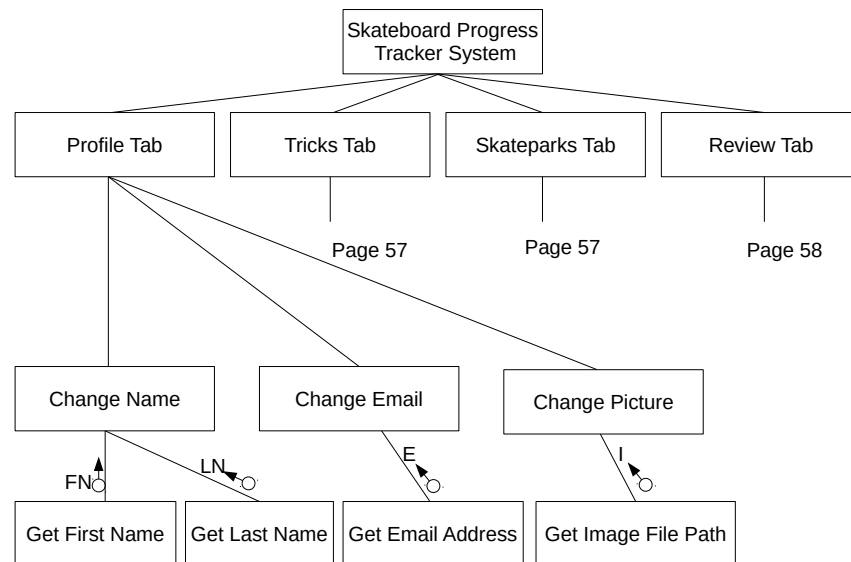 Skateboard Progress
Tracker System
Profile Tab
Tricks Tab
Skateparks Tab
Review Tab
Page 57
Page 57
Page 58
Change Name
Change Email
Change Picture
FN
LN
E
I
Get First Name
Get Last Name
Get Email Address
Get Image File Path